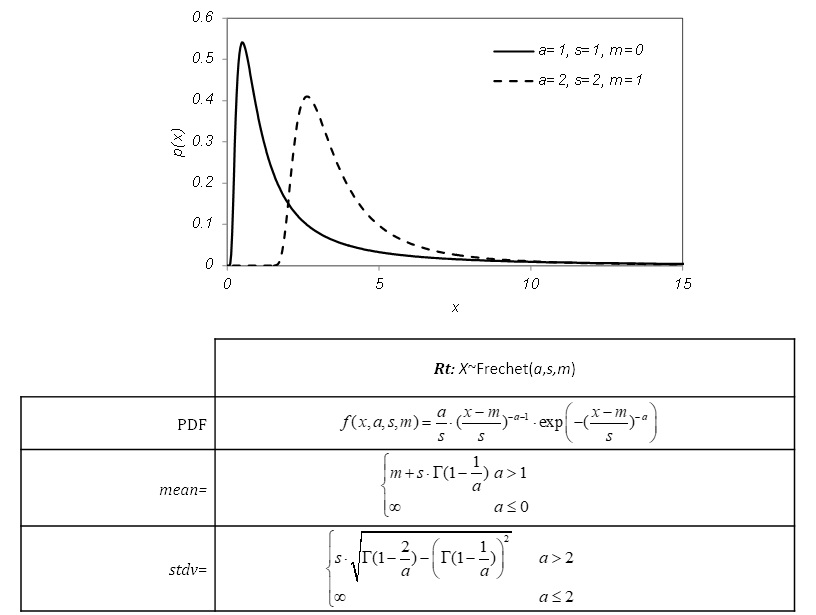 0.6
0.5
0.4
0.3
0.2
0.1
0
p(x)
a=1, s=1, m=0
a=2, s=2, m=1
0 5 10 15
x
Rt: X~Frechet(a,s,m)
PDF f(x,a,s,m) = a/s · ((x−m)/s)^(−a−1) · exp(−((x−m)/s)^(−a))
mean= { m+s·Γ(1−1/a) a>1
∞ a≤0
stdv= { s·√(Γ(1−2/a)−(Γ(1−1/a))^2) a>2
∞ a≤2